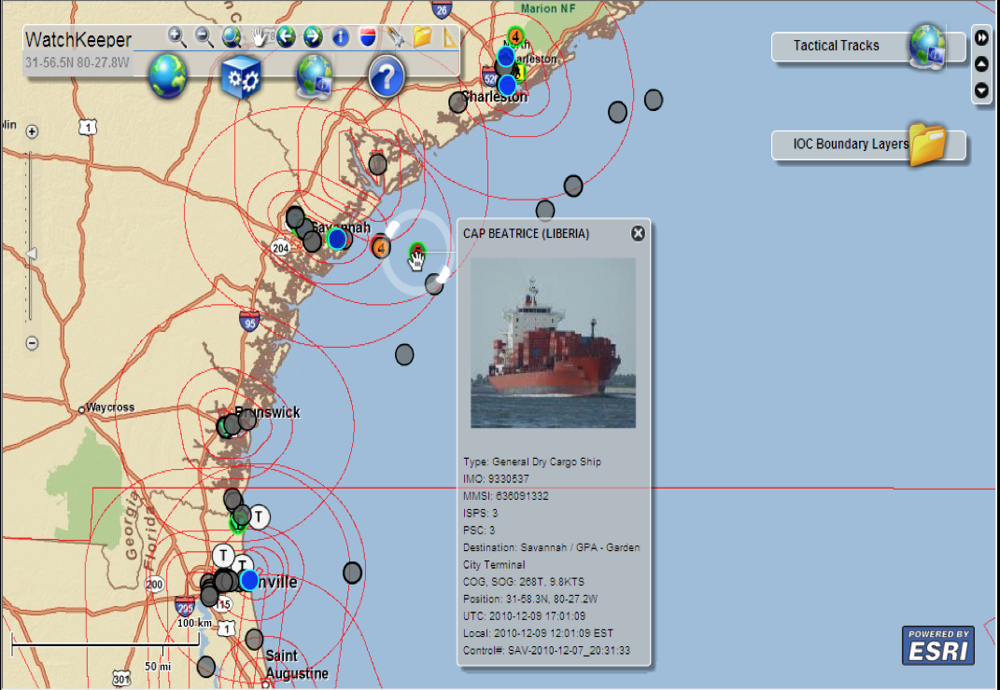 26
Marion NF
WatchKeeper
31-56.5N 80-27.8W
i
?
4
North
Charleston
526
Charleston
Tactical Tracks
IOC Boundary Layers
1
Savannah
204
4
CAP BEATRICE (LIBERIA)
95
Waycross
Brunswick
Type: General Dry Cargo Ship
IMO: 9330537
MMSI: 636091332
ISPS: 3
PSC: 3
Destination: Savannah / GPA - Garden
City Terminal
COG, SOG: 268T, 9.8KTS
Position: 31-58.3N, 80-27.2W
UTC: 2010-12-09 17:01:09
Local: 2010-12-09 12:01:09 EST
Control#: SAV-2010-12-07_20:31:33
Georgia
Florida
T
T
T
200
nville
295
115
100 km
1
50 mi
301
Saint
Augustine
POWERED BY
ESRI